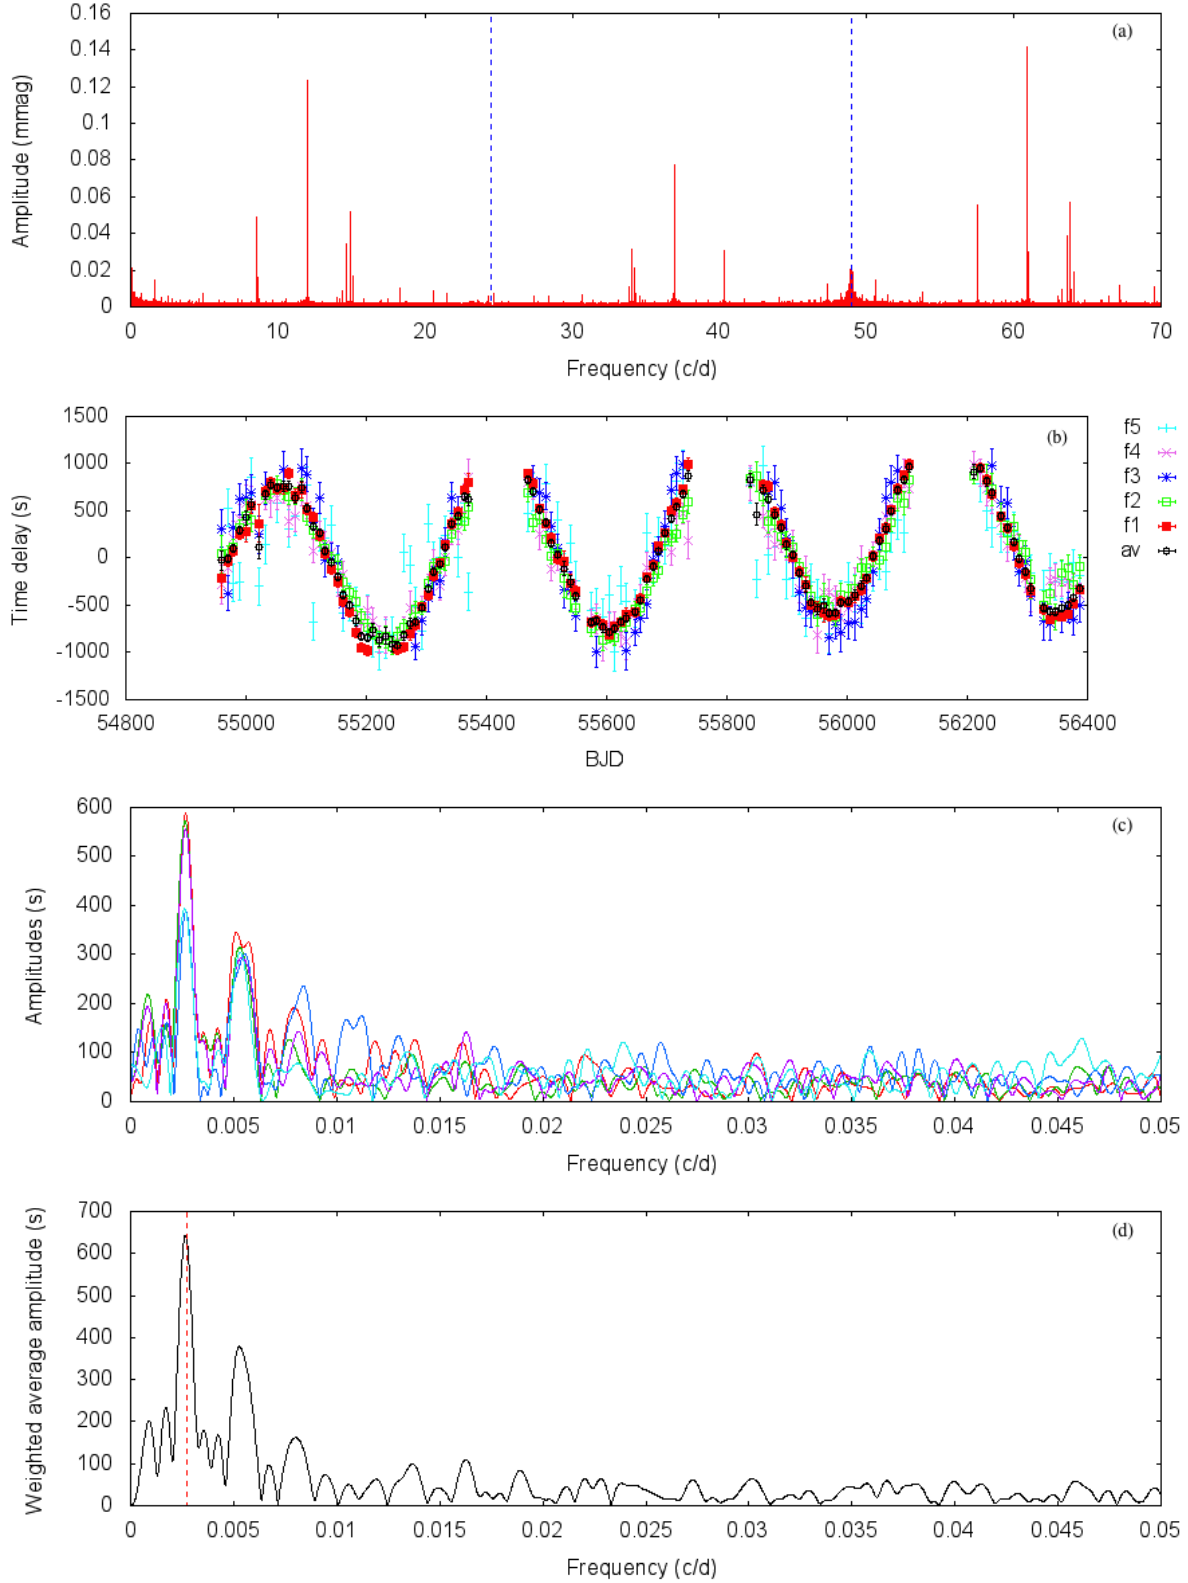 (a)
Amplitude (mmag)
0.16
0.14
0.12
0.1
0.08
0.06
0.04
0.02
0
0 10 20 30 40 50 60 70
Frequency (c/d)
(b)
Time delay (s)
1500
1000
500
0
-500
-1000
-1500
54800 55000 55200 55400 55600 55800 56000 56200 56400
BJD
f5
f4
f3
f2
f1
av
(c)
Amplitudes (s)
600
500
400
300
200
100
0
0 0.005 0.01 0.015 0.02 0.025 0.03 0.035 0.04 0.045 0.05
Frequency (c/d)
(d)
Weighted average amplitude (s)
700
600
500
400
300
200
100
0
0 0.005 0.01 0.015 0.02 0.025 0.03 0.035 0.04 0.045 0.05
Frequency (c/d)